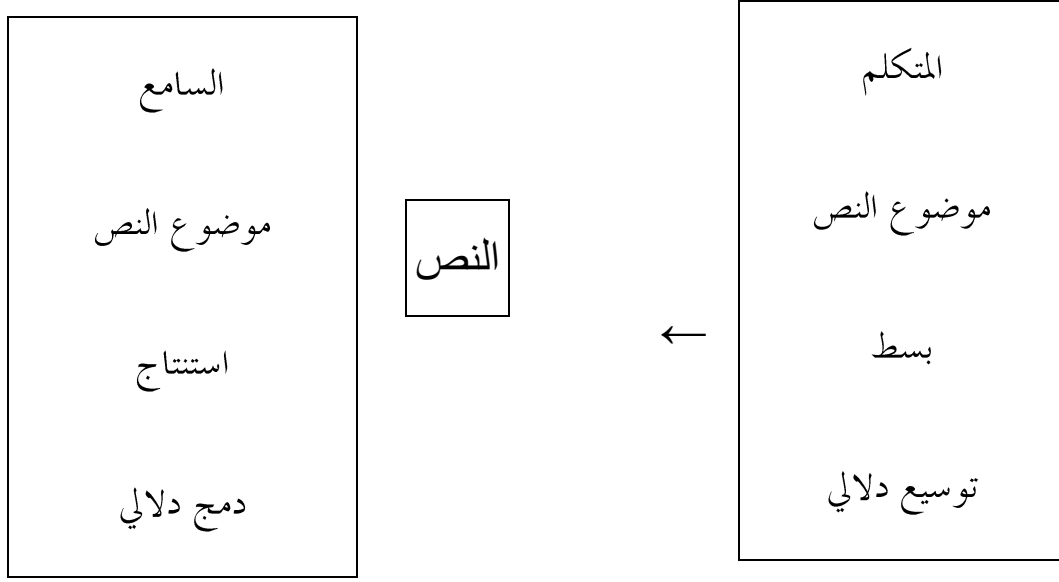 المتكلم
موضوع النص
بسط
توسيع دلالي
←
النص
السامع
موضوع النص
استنتاج
دمج دلالي